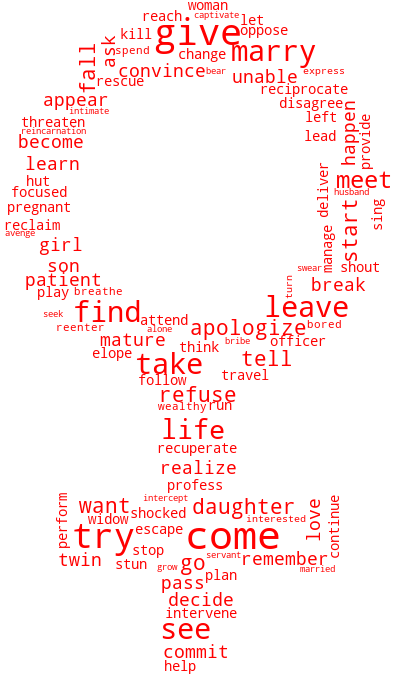 woman
reach captivate let
give
kill oppose
ask
spend change marry
fall
convince bear unable express
rescue reciprocate
appear disagree
intimate left happen
threaten provide
reincarnation lead
become
learn
hut meet
focused husband
pregnant manage deliver sing
reclaim start
avenge
girl
son swear shout
patient turn break
play breathe
find leave
seek attend
reenter alone apologize bored
mature bribe officer
elope think tell
take
follow travel
refuse
wealthy run
life
recuperate
realize
profess
intercept
perform want daughter love continue
widow shocked interested
try escape come
stop servant
twin stun grow go remember
married
pass plan
decide
intervene
see
commit
help